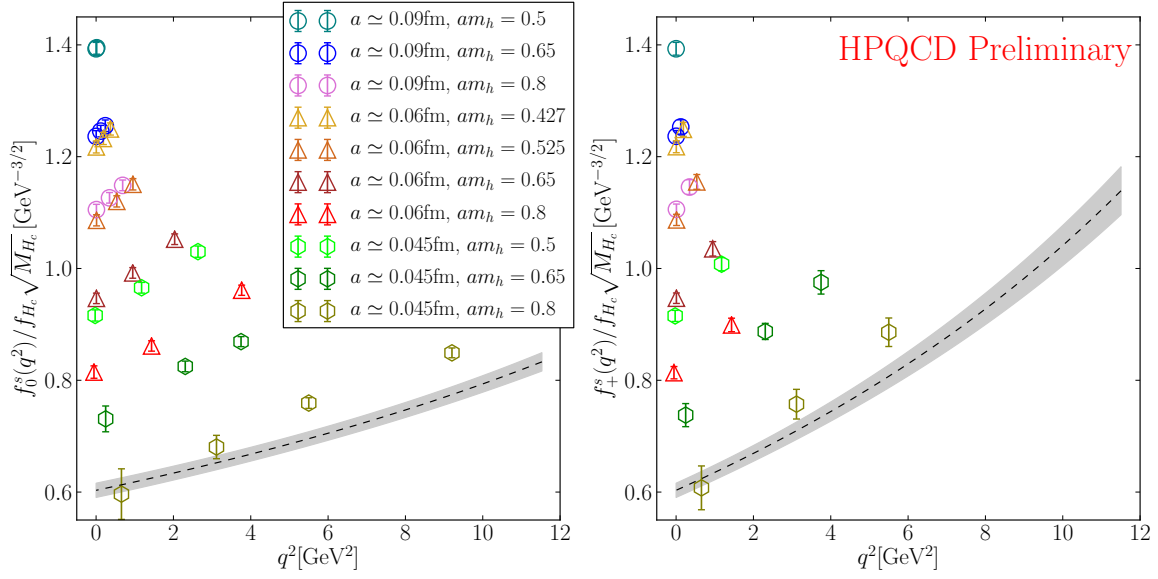 f_0^s(q^2)/f_{H_c}\sqrt{M_{H_c}} [GeV^{-3/2}]
1.4
1.2
1.0
0.8
0.6
0
2
4
6
8
10
12
q^2[GeV^2]
a ≃ 0.09fm, am_h = 0.5
a ≃ 0.09fm, am_h = 0.65
a ≃ 0.09fm, am_h = 0.8
a ≃ 0.06fm, am_h = 0.427
a ≃ 0.06fm, am_h = 0.525
a ≃ 0.06fm, am_h = 0.65
a ≃ 0.06fm, am_h = 0.8
a ≃ 0.045fm, am_h = 0.5
a ≃ 0.045fm, am_h = 0.65
a ≃ 0.045fm, am_h = 0.8
f_+^s(q^2)/f_{H_c}\sqrt{M_{H_c}} [GeV^{-3/2}]
1.4
1.2
1.0
0.8
0.6
0
2
4
6
8
10
12
q^2[GeV^2]
HPQCD Preliminary